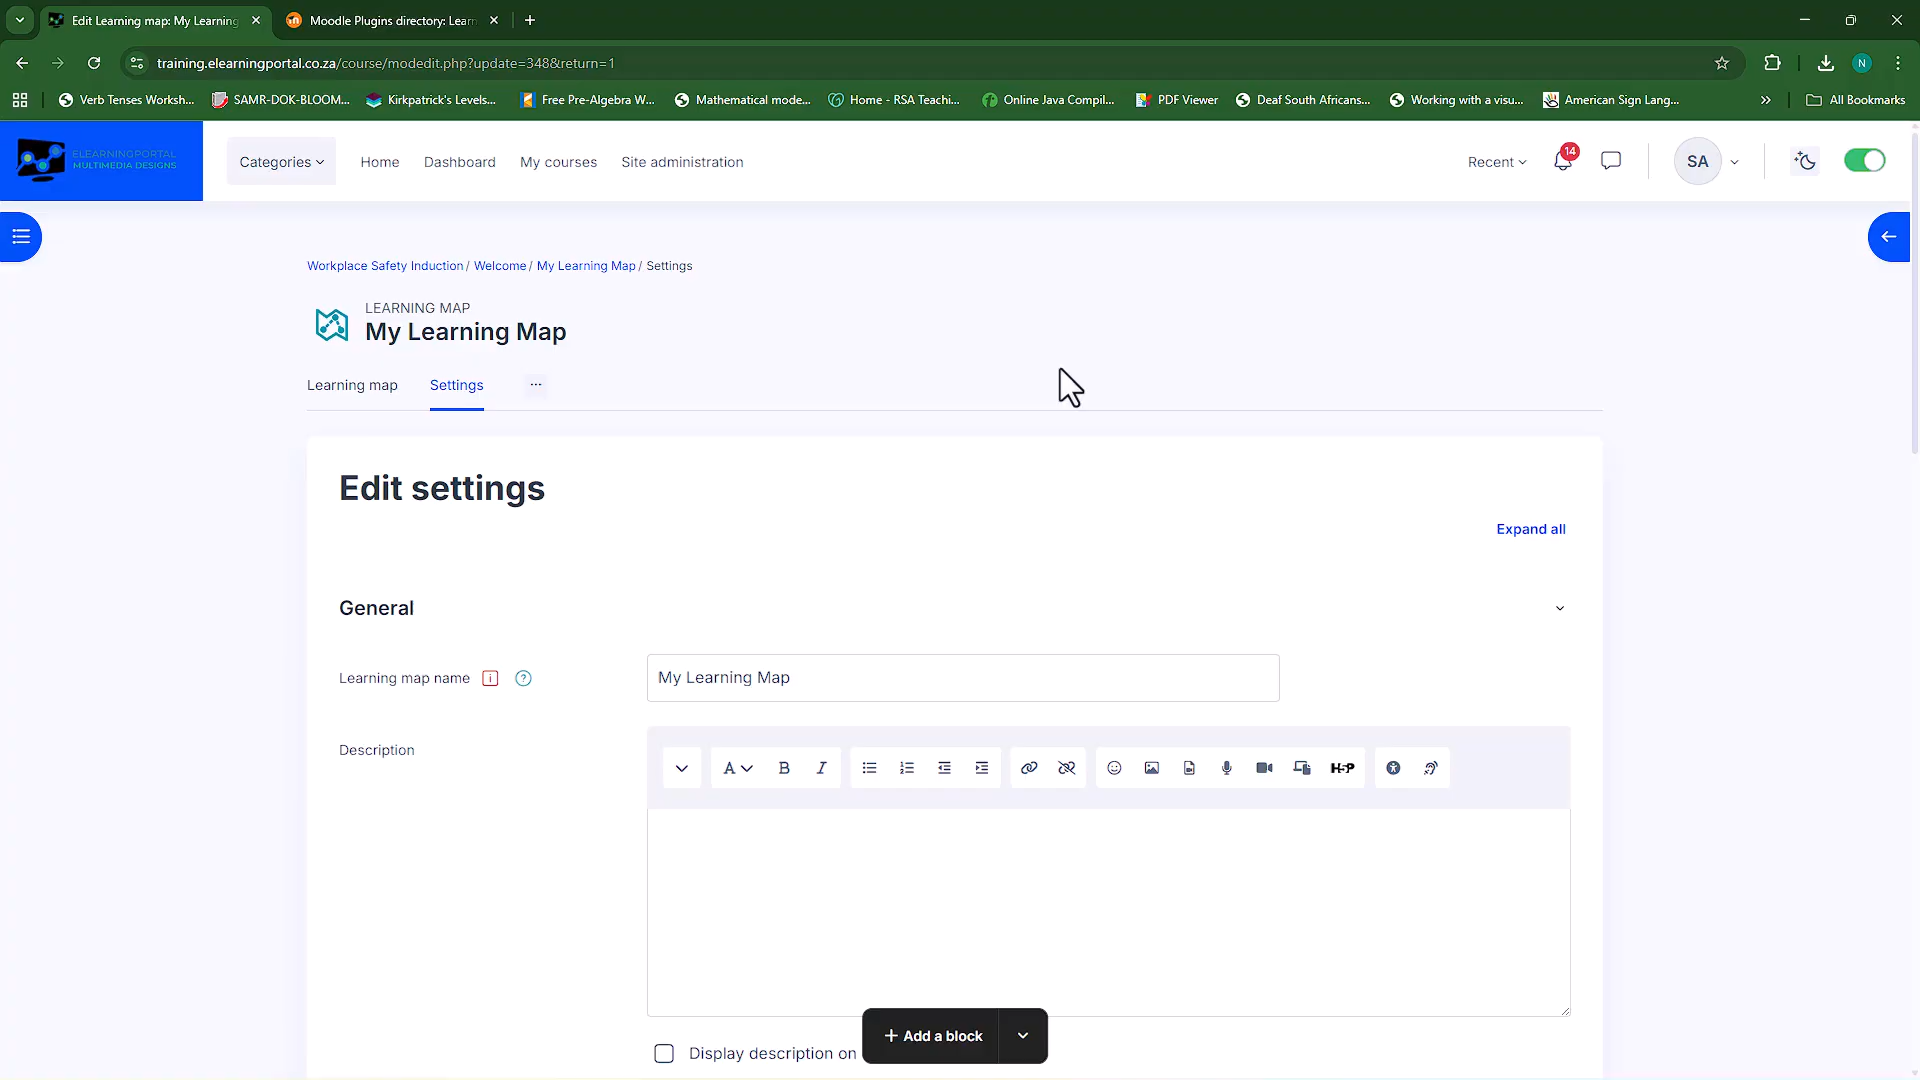 Edit Learning map: My Learning
Moodle Plugins directory: Learn
training.elearningportal.co.za/course/modedit.php?update=348&return=1
Verb Tenses Worksh...
SAMR-DOK-BLOOM...
Kirkpatrick's Levels...
Free Pre-Algebra W...
Mathematical mode...
Home - RSA Teachi...
Online Java Compil...
PDF Viewer
Deaf South Africans...
Working with a visu...
American Sign Lang...
All Bookmarks
N
ELEARNINGPORTAL
MULTIMEDIA DESIGNS
Categories
Home
Dashboard
My courses
Site administration
Recent
14
SA
Workplace Safety Induction / Welcome / My Learning Map / Settings
LEARNING MAP
My Learning Map
Learning map
Settings
...
Edit settings
Expand all
General
Learning map name
My Learning Map
Description
A
B
I
H5P
+ Add a block
Display description on